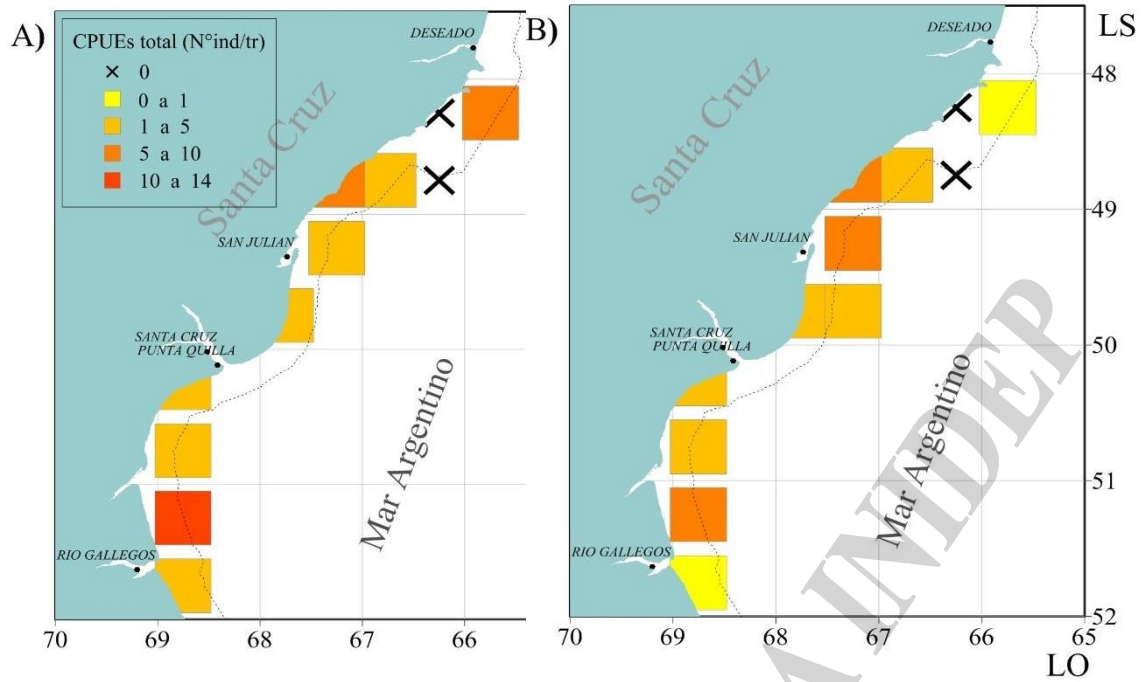 A)
CPUEs total (N°ind/tr)
0
0 a 1
1 a 5
5 a 10
10 a 14
DESEADO
Santa Cruz
SAN JULIAN
SANTA CRUZ
PUNTA QUILLA
Mar Argentino
RIO GALLEGOS
70 69 68 67 66
B)
LS
DESEADO
48
Santa Cruz
49
SAN JULIAN
SANTA CRUZ
PUNTA QUILLA
50
Mar Argentino
51
RIO GALLEGOS
52
70 69 68 67 66 65
LO
A INIDEP